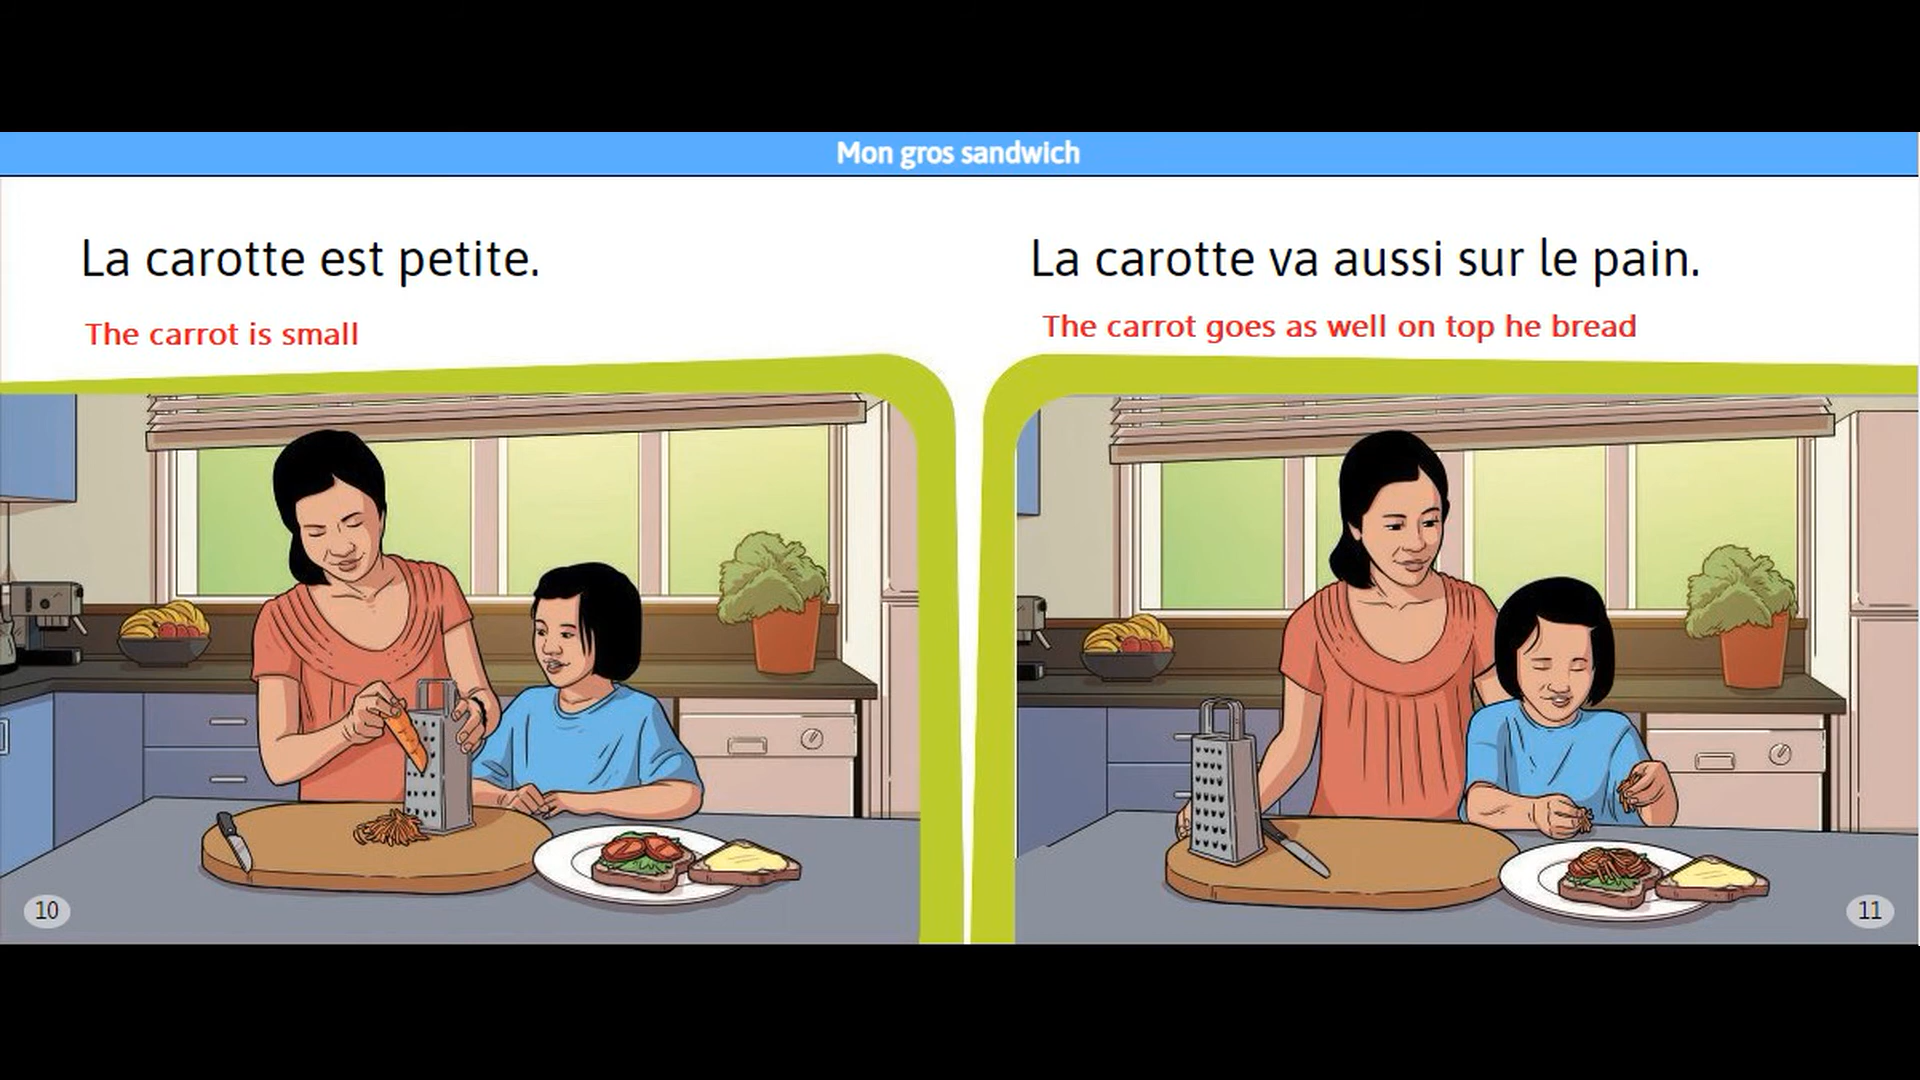 Mon gros sandwich
La carotte est petite.
The carrot is small
La carotte va aussi sur le pain.
The carrot goes as well on top he bread
10
11